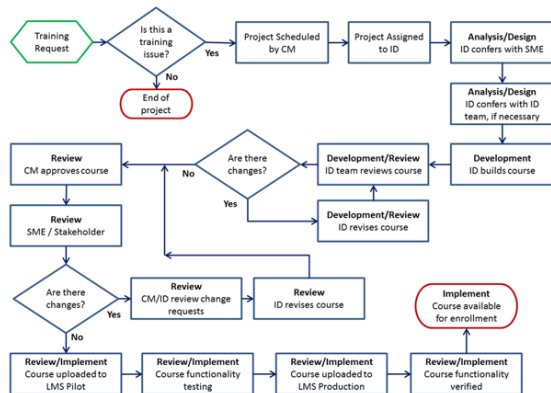 Training
Request
Is this a
training
issue?
Yes
No
End of
project
Project Scheduled
by CM
Project Assigned
to ID
Analysis/Design
ID confers with SME
Analysis/Design
ID confers with ID
team, if necessary
Development
ID builds course
Development/Review
ID team reviews course
Are there
changes?
No
Yes
Development/Review
ID revises course
Review
CM approves course
Review
SME / Stakeholder
Are there
changes?
Yes
No
Review
CM/ID review change
requests
Review
ID revises course
Review/Implement
Course uploaded to
LMS Pilot
Review/Implement
Course functionality
testing
Review/Implement
Course uploaded to
LMS Production
Review/Implement
Course functionality
verified
Implement
Course available
for enrollment